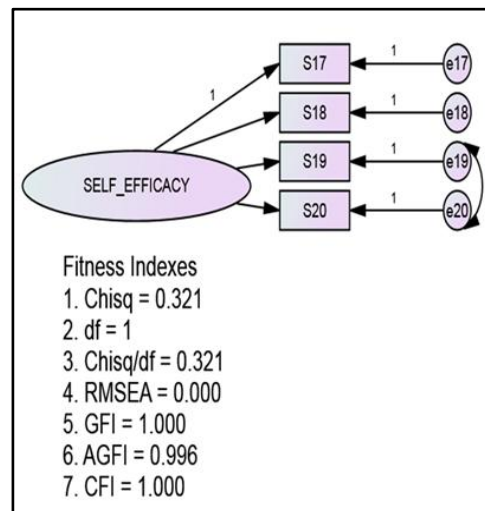 S17
1
e17
1
S18
1
e18
S19
1
e19
SELF_EFFICACY
S20
1
e20
Fitness Indexes
1. Chisq = 0.321
2. df = 1
3. Chisq/df = 0.321
4. RMSEA = 0.000
5. GFI = 1.000
6. AGFI = 0.996
7. CFI = 1.000